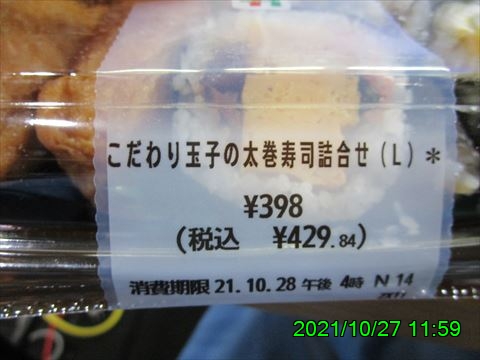 こだわり玉子の太巻寿司詰合せ(L)*
¥398
(税込 ¥429.84)
消費期限 21.10.28 午後 4時 N 14
2021/10/27 11:59